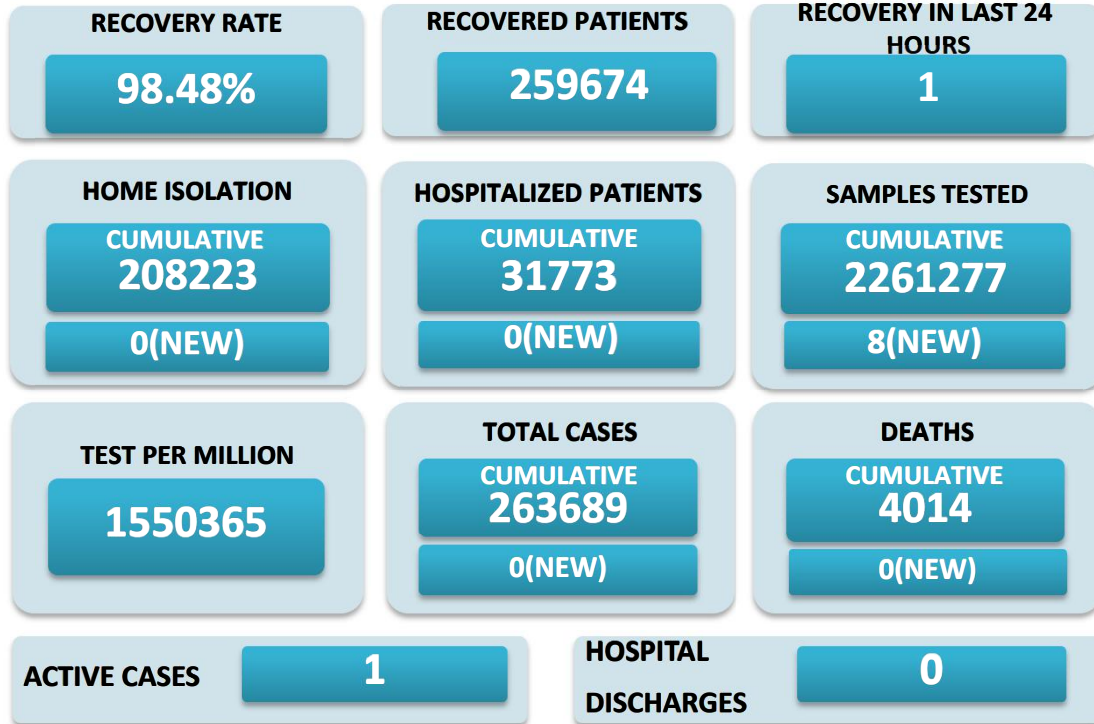 RECOVERY RATE
98.48%
RECOVERED PATIENTS
259674
RECOVERY IN LAST 24
HOURS
1
HOME ISOLATION
CUMULATIVE
208223
0(NEW)
HOSPITALIZED PATIENTS
CUMULATIVE
31773
0(NEW)
SAMPLES TESTED
CUMULATIVE
2261277
8(NEW)
TEST PER MILLION
1550365
TOTAL CASES
CUMULATIVE
263689
0(NEW)
DEATHS
CUMULATIVE
4014
0(NEW)
ACTIVE CASES
1
HOSPITAL
DISCHARGES
0